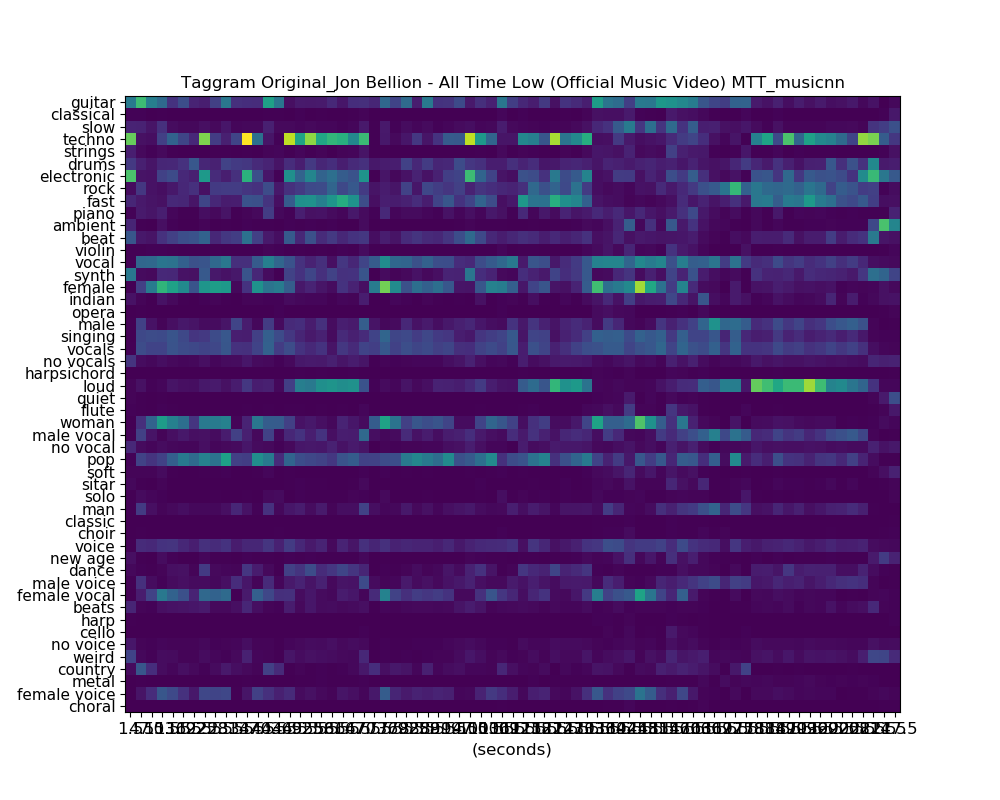 Taggram Original_Jon Bellion - All Time Low (Official Music Video) MTT_musicnn
guitar
classical
slow
techno
strings
drums
electronic
rock
fast
piano
ambient
beat
violin
vocal
synth
female
indian
opera
male
singing
vocals
no vocals
harpsichord
loud
quiet
flute
woman
male vocal
no vocal
pop
soft
sitar
solo
man
classic
choir
voice
new age
dance
male voice
female vocal
beats
harp
cello
no voice
weird
country
metal
female voice
choral
(seconds)